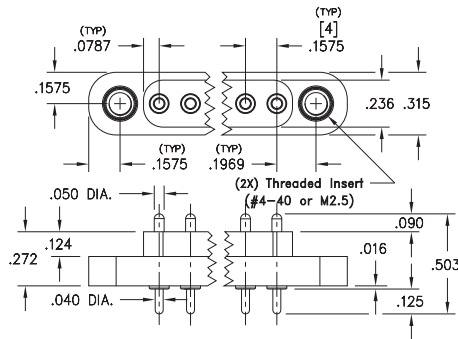 (TYP)
.0787
(TYP)
[4]
.1575
.1575
.236 .315
(TYP)
.1575
(TYP)
.1969
(2X) Threaded Insert
(#4-40 or M2.5)
.050 DIA.
.090
.124
.272
.016
.503
.040 DIA.
.125